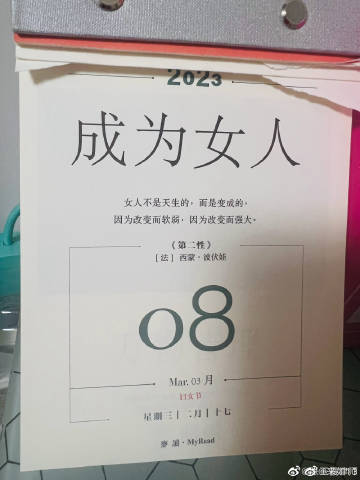 2023
成为女人
女人不是天生的，而是变成的，
因为改变而软弱，因为改变而强大。
《第二性》
[法] 西蒙·波伏娃
08
Mar. 03 月
妇女节
星期三｜二月｜十七
MyRead